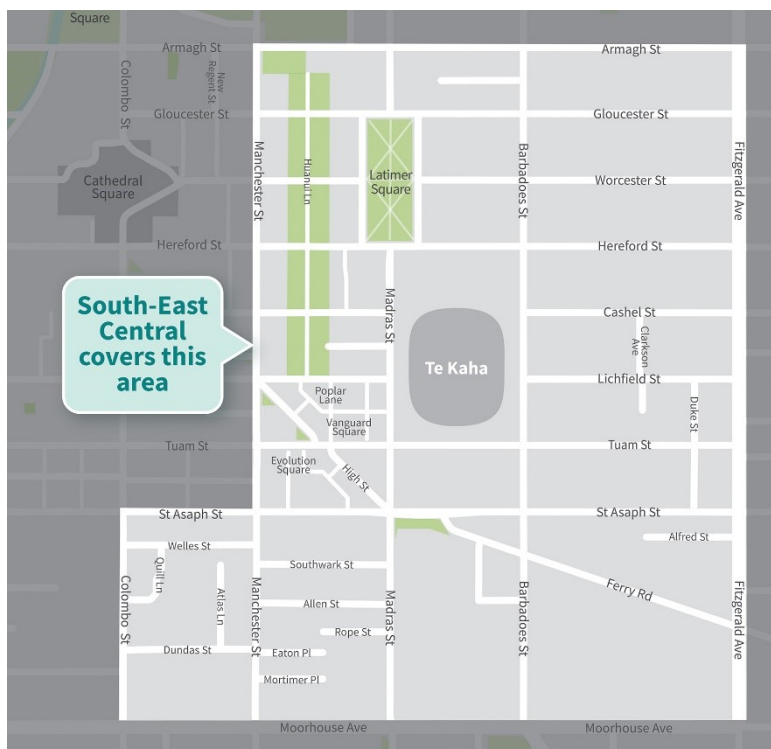 Square
Armagh St
Armagh St
Colombo St
New
Regent St
Gloucester St
Gloucester St
Manchester St
Huanui Ln
Latimer
Square
Barbadoes St
Fitzgerald Ave
Cathedral
Square
Worcester St
Hereford St
Hereford St
South-East
Central
covers this
area
Madras St
Cashel St
Clarkson
Ave
Te Kaha
Lichfield St
Poplar
Lane
Duke St
Vanguard
Square
Tuam St
Tuam St
Evolution
Square
High St
St Asaph St
St Asaph St
Welles St
Alfred St
Quill Ln
Southwark St
Colombo St
Atlas Ln
Manchester St
Allen St
Madras St
Barbadoes St
Ferry Rd
Fitzgerald Ave
Rope St
Dundas St
Eaton Pl
Mortimer Pl
Moorhouse Ave
Moorhouse Ave